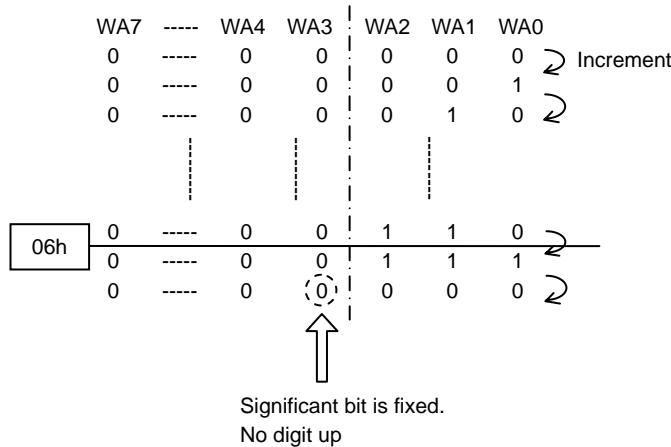 WA7 ----- WA4 WA3 WA2 WA1 WA0
0 ----- 0 0 0 0 0 Increment
0 ----- 0 0 0 0 1
0 ----- 0 0 0 1 0
0 ----- 0 0 1 1 0
06h
0 ----- 0 0 1 1 1
0 ----- 0 0 0 0 0
Significant bit is fixed.
No digit up